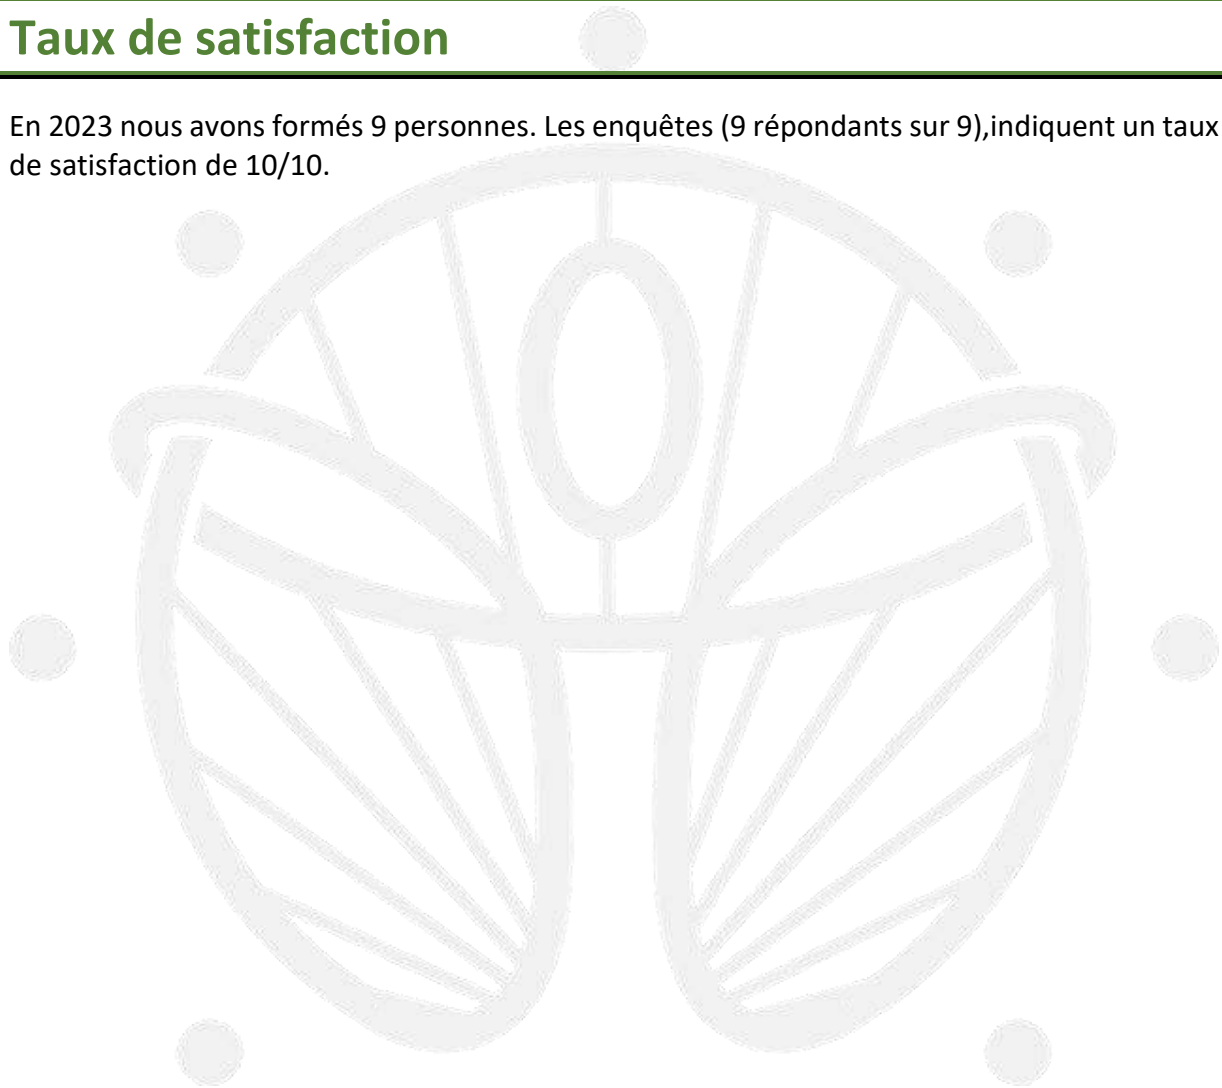 Taux de satisfaction
En 2023 nous avons formés 9 personnes. Les enquêtes (9 répondants sur 9),indiquent un taux
de satisfaction de 10/10.